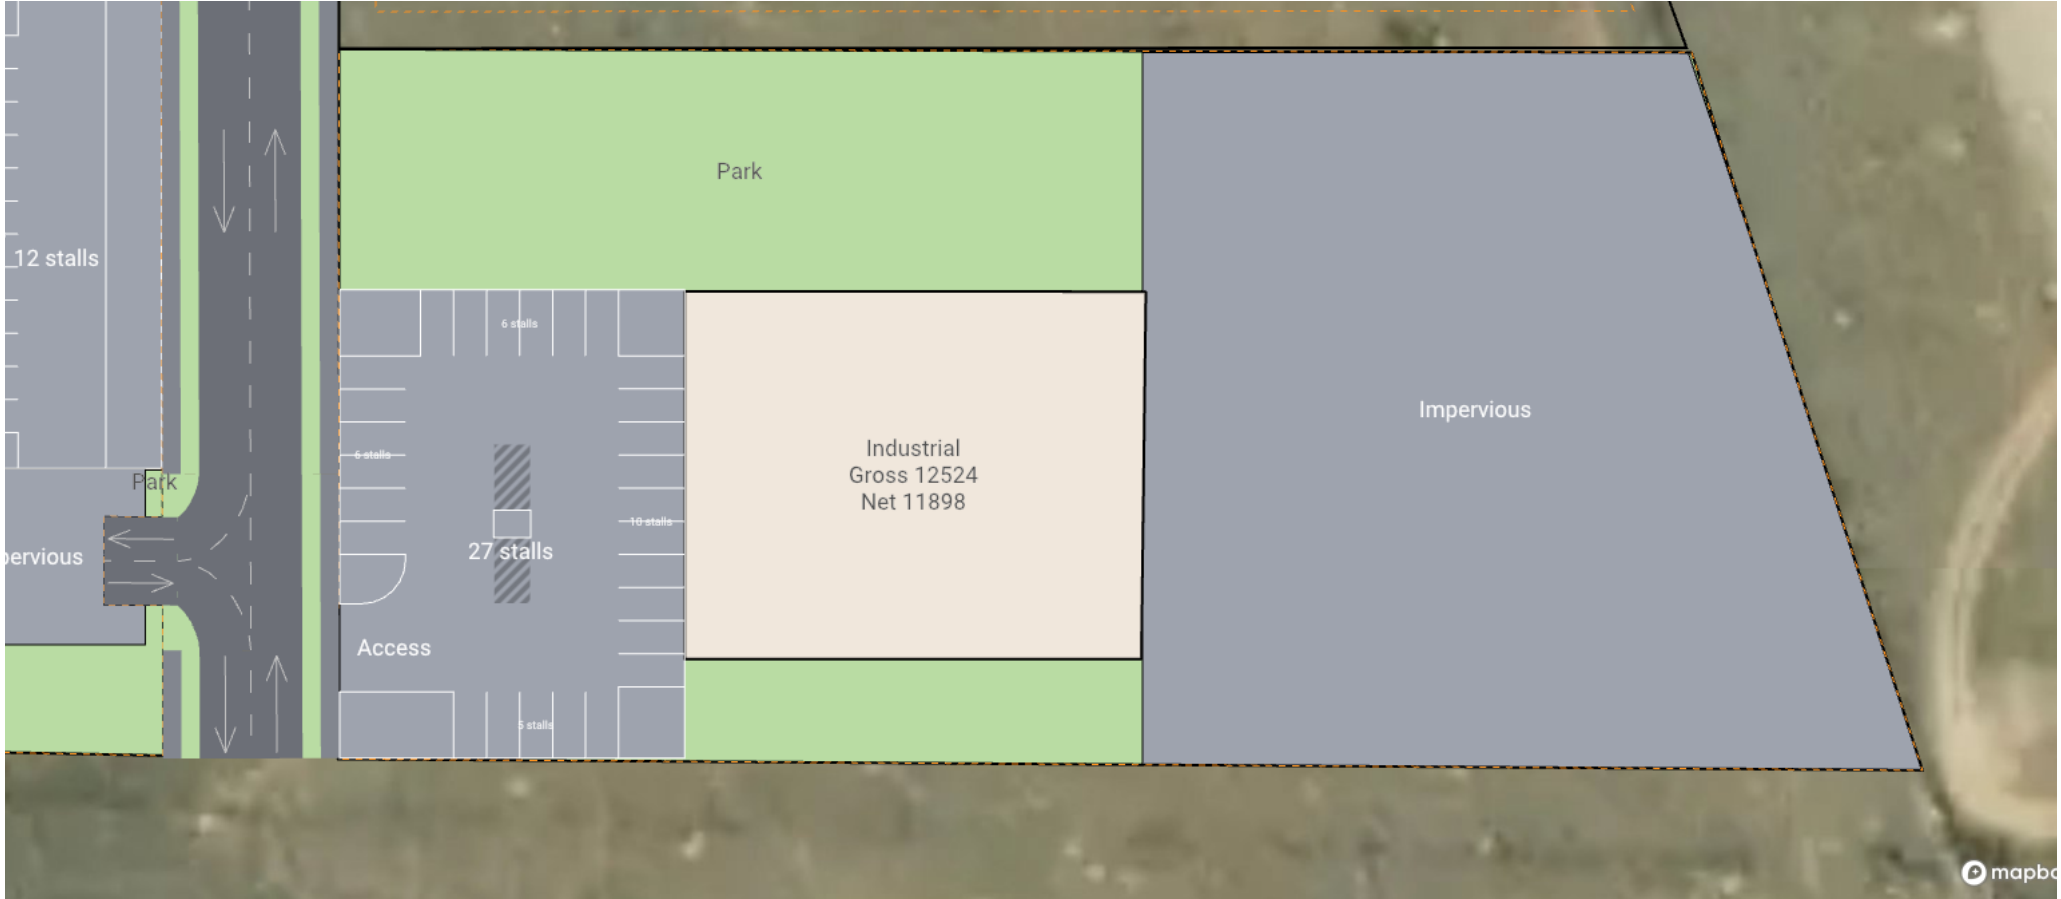 Park
12 stalls
6 stalls
Impervious
Industrial
Gross 12524
Net 11898
6 stalls
Park
10 stalls
27 stalls
pervious
Access
5 stalls
mapbo